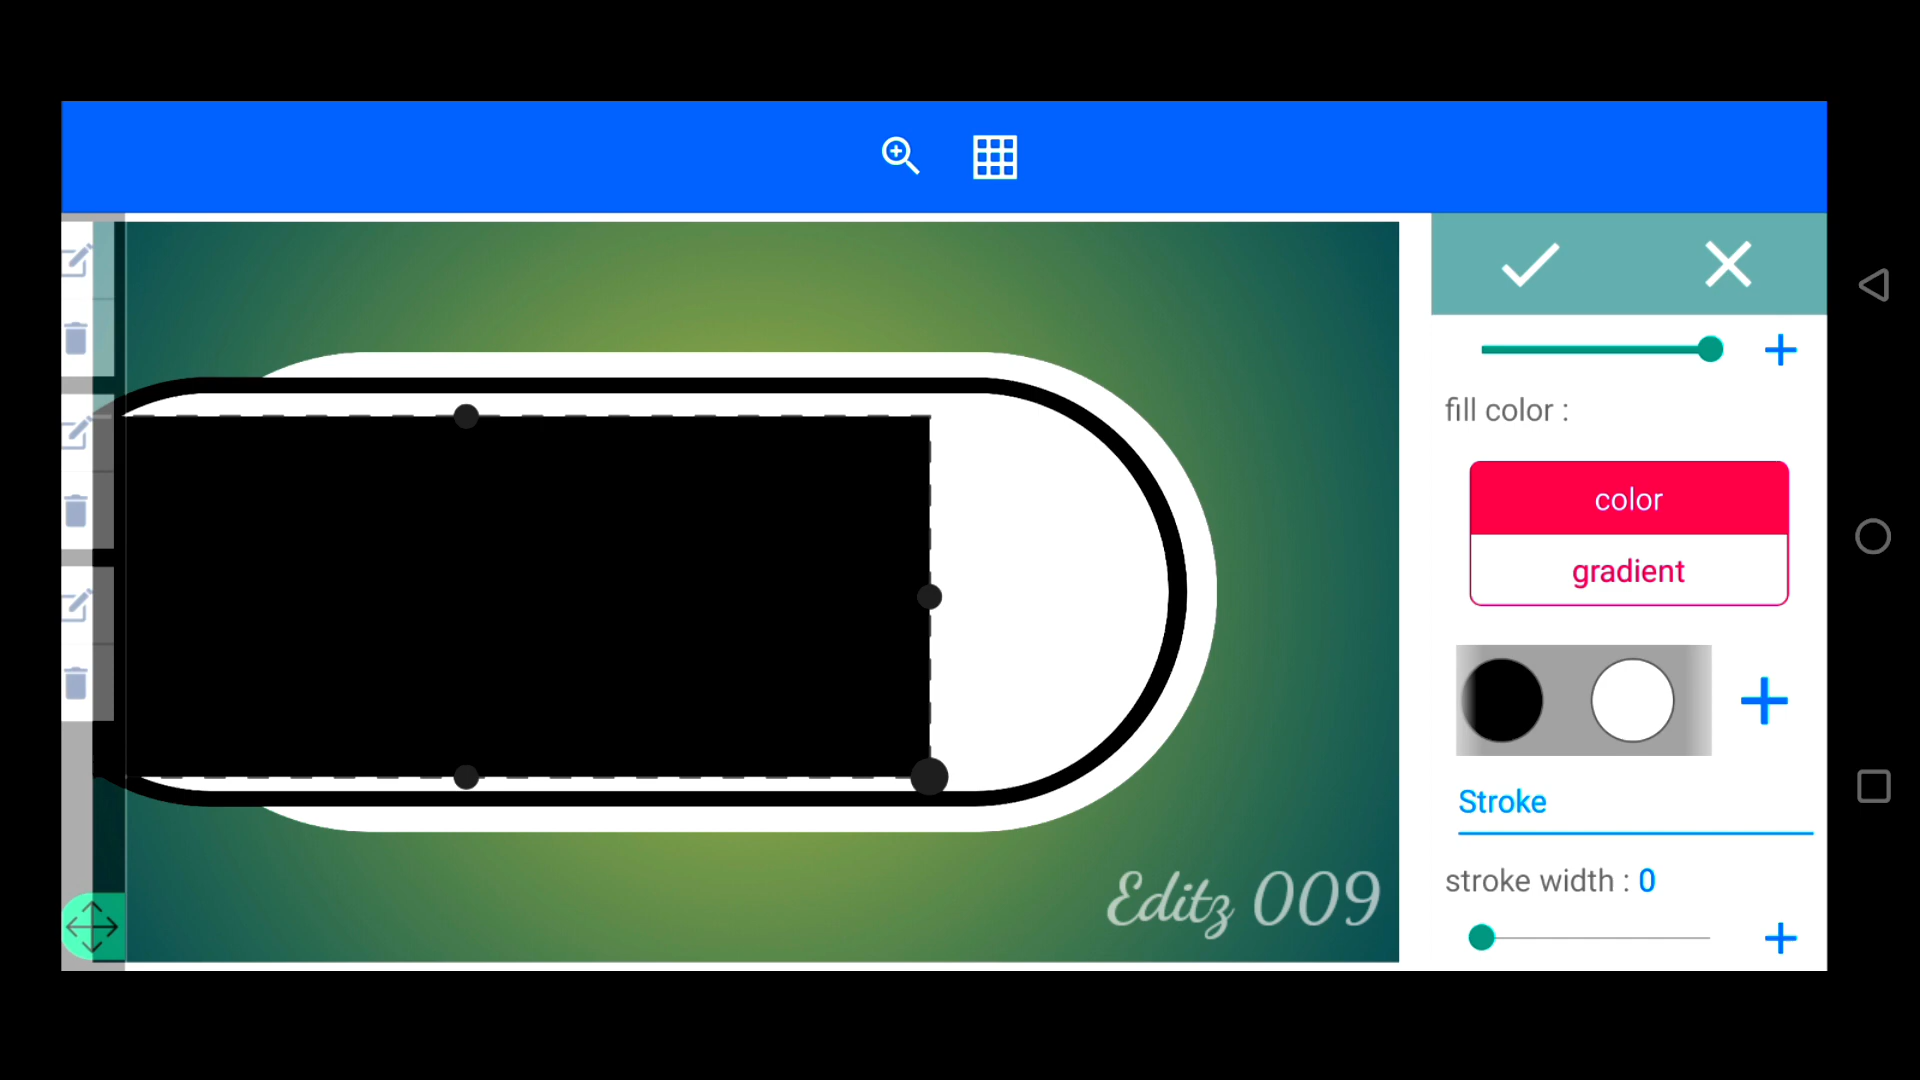 fill color :
color
gradient
Stroke
stroke width : 0
Editz 009